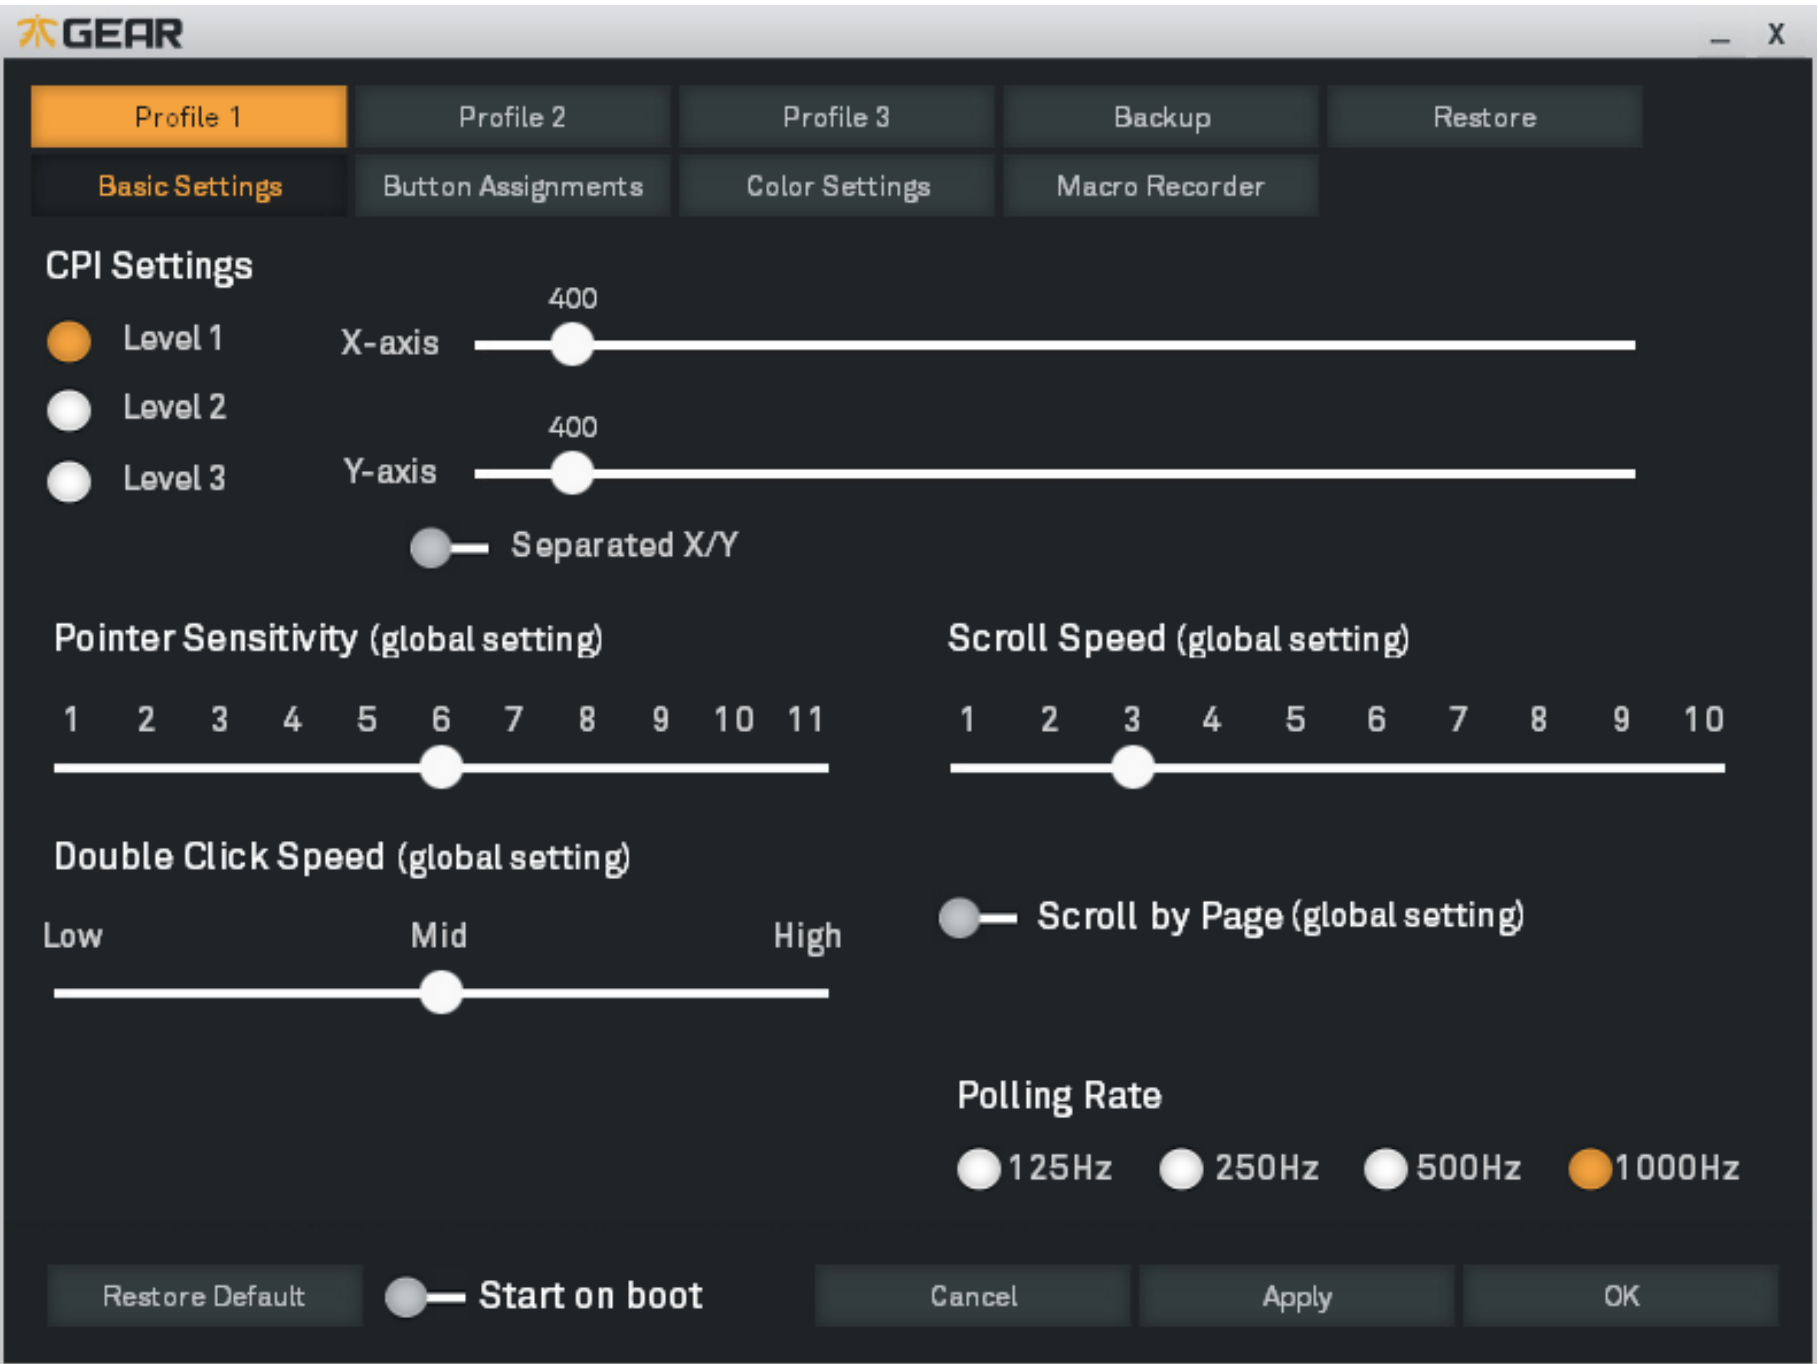 GEAR
_ X
Profile 1 Profile 2 Profile 3 Backup Restore
Basic Settings Button Assignments Color Settings Macro Recorder
CPI Settings
400
Level 1 X-axis
400
Level 2
Level 3 Y-axis
Separated X/Y
Pointer Sensitivity (global setting) Scroll Speed (global setting)
1 2 3 4 5 6 7 8 9 10 11 1 2 3 4 5 6 7 8 9 10
Double Click Speed (global setting)
Scroll by Page (global setting)
Low Mid High
Polling Rate
125Hz 250Hz 500Hz 1000Hz
Restore Default Start on boot Cancel Apply OK